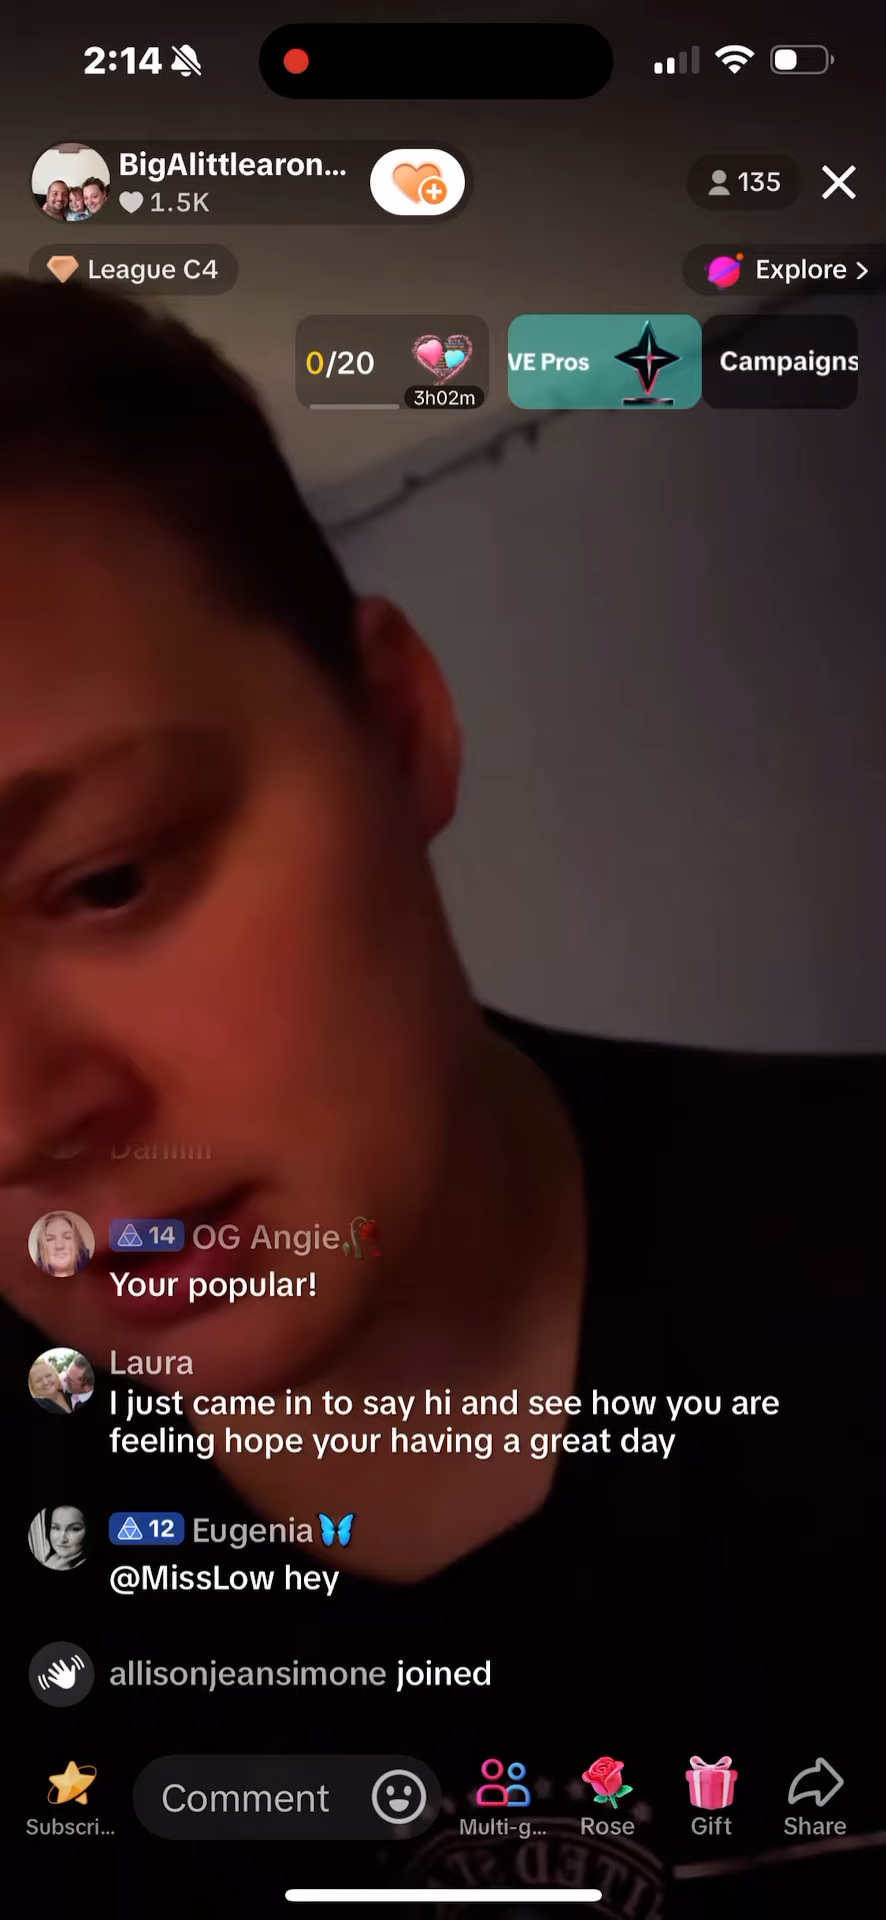 2:14
BigAlittlearon...
1.5K
135
League C4
Explore >
0/20
3h02m
VE Pros
Campaigns
14 OG Angie
Your popular!
Laura
I just came in to say hi and see how you are
feeling hope your having a great day
12 Eugenia
@MissLow hey
allisonjeansimone joined
Subscri...
Comment
Multi-g...
Rose
Gift
Share